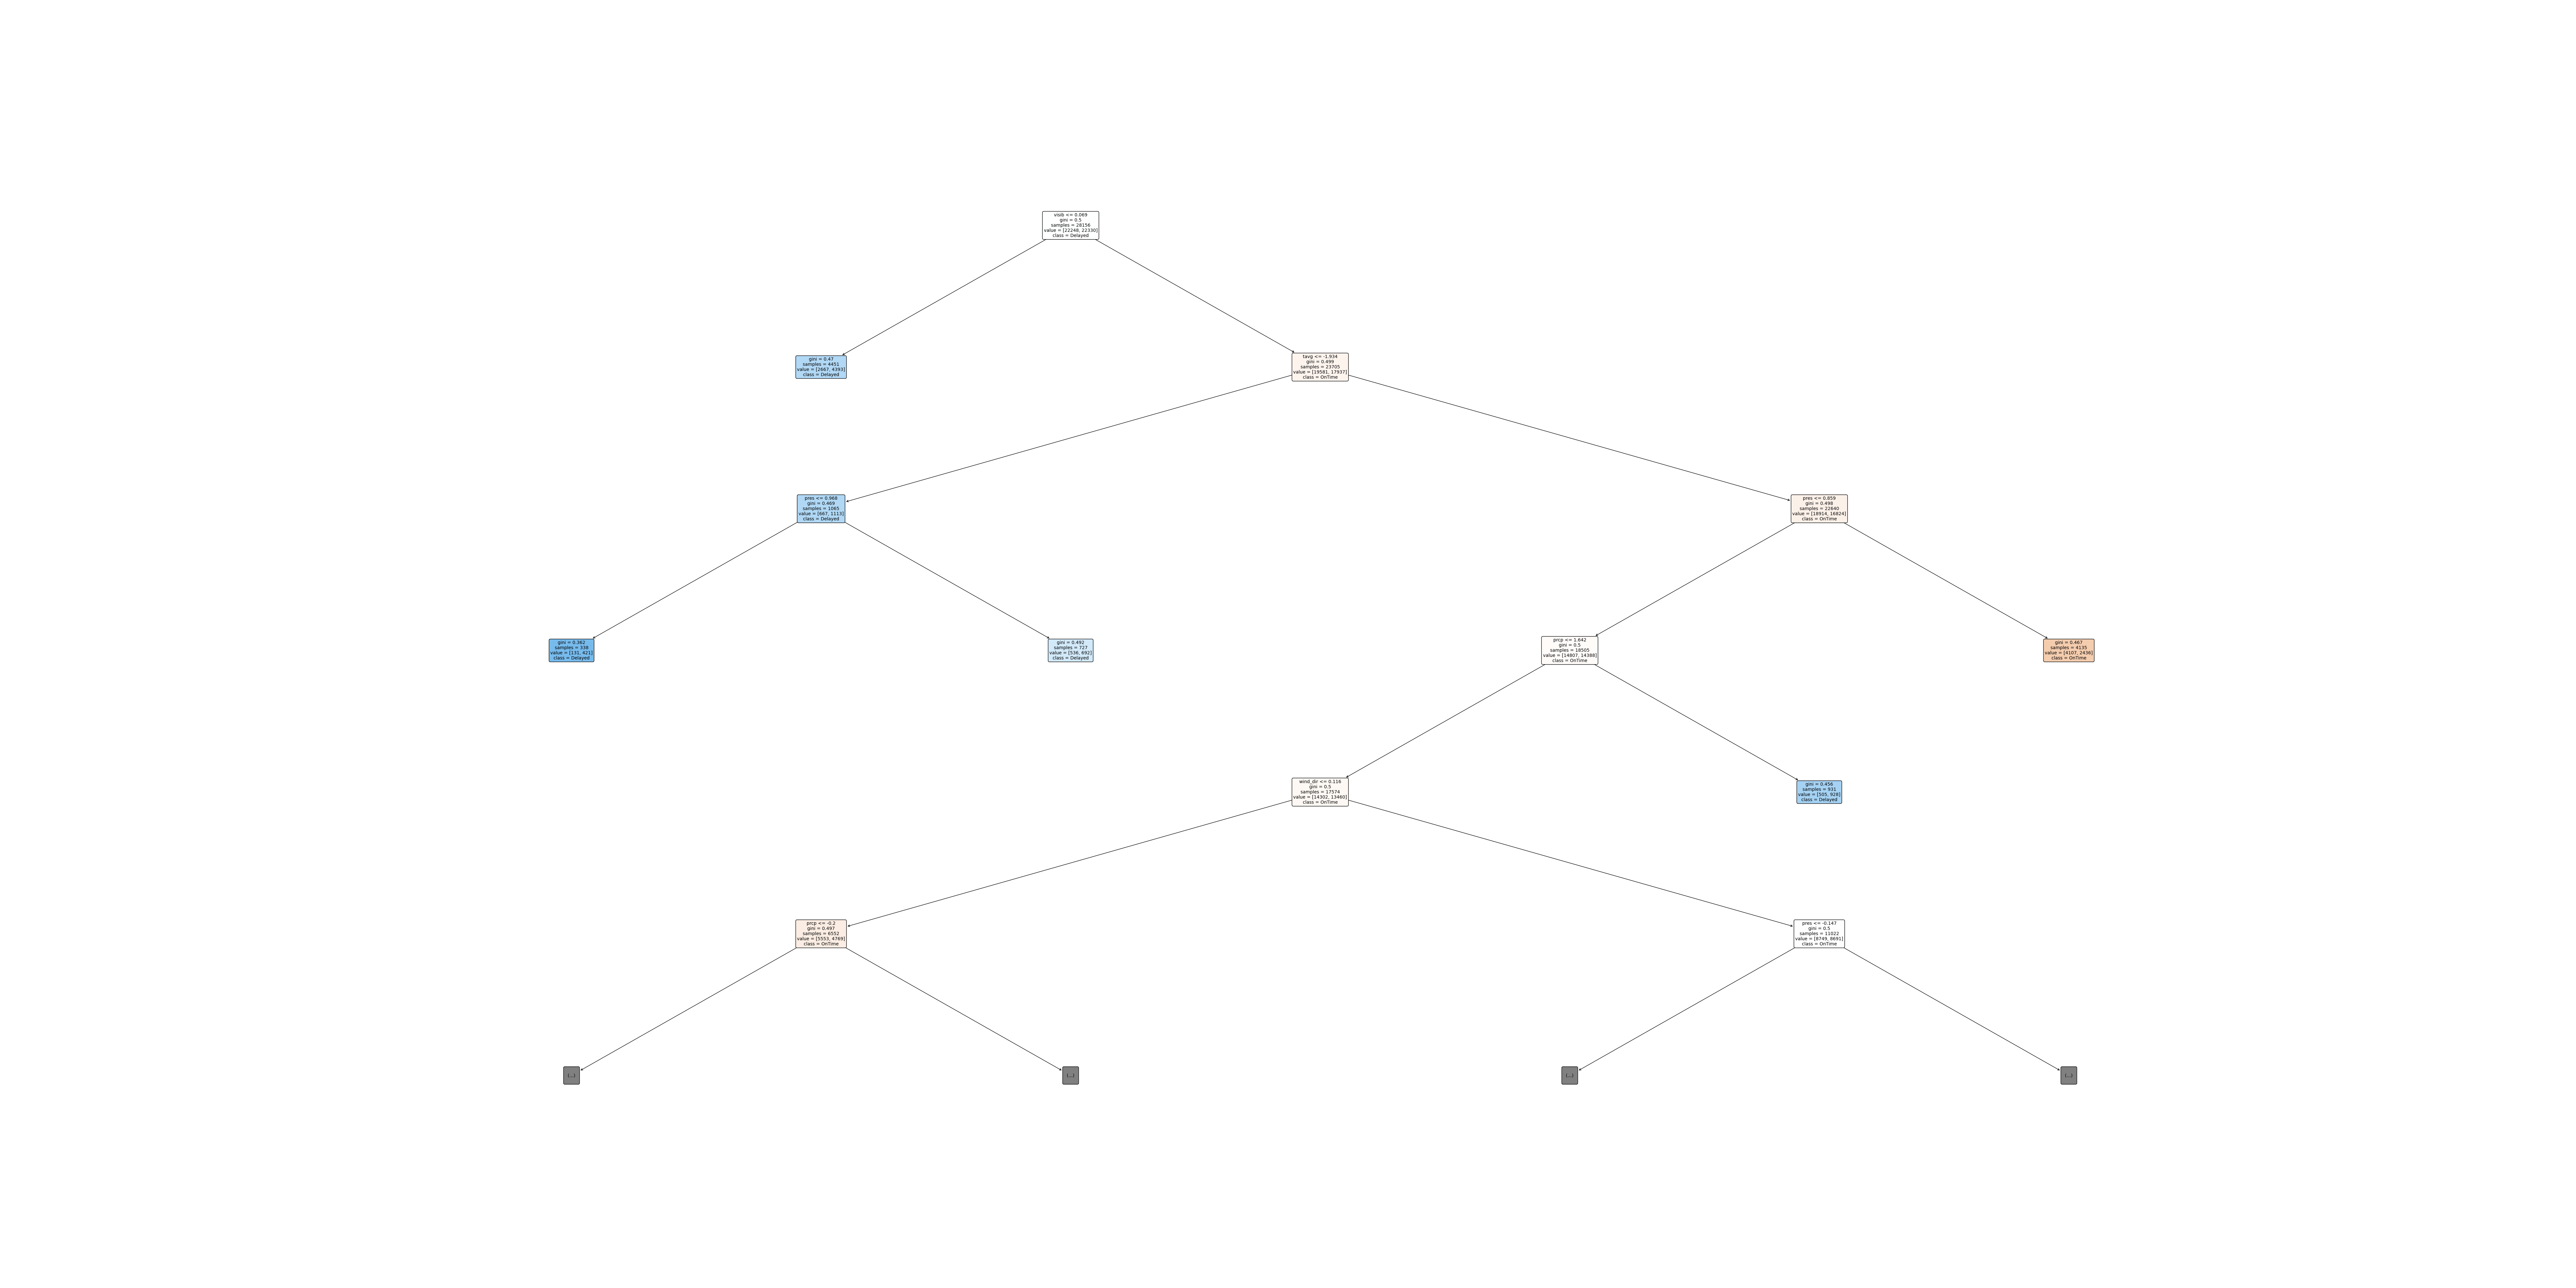 visib <= 0.069
gini = 0.5
samples = 28156
value = [22248, 22330]
class = Delayed
gini = 0.47
samples = 4451
value = [2667, 4393]
class = Delayed
tavg <= -1.934
gini = 0.499
samples = 23705
value = [19581, 17937]
class = OnTime
pres <= 0.968
gini = 0.469
samples = 1065
value = [667, 1113]
class = Delayed
pres <= 0.859
gini = 0.498
samples = 22640
value = [18914, 16824]
class = OnTime
gini = 0.362
samples = 338
value = [131, 421]
class = Delayed
gini = 0.492
samples = 727
value = [536, 692]
class = Delayed
prcp <= 1.642
gini = 0.5
samples = 18505
value = [14807, 14388]
class = OnTime
gini = 0.467
samples = 4135
value = [4107, 2436]
class = OnTime
wind_dir <= 0.116
gini = 0.5
samples = 17574
value = [14302, 13460]
class = OnTime
gini = 0.456
samples = 931
value = [505, 928]
class = Delayed
prcp <= -0.2
gini = 0.497
samples = 6552
value = [5553, 4769]
class = OnTime
pres <= -0.147
gini = 0.5
samples = 11022
value = [8749, 8691]
class = OnTime
(...)
(...)
(...)
(...)